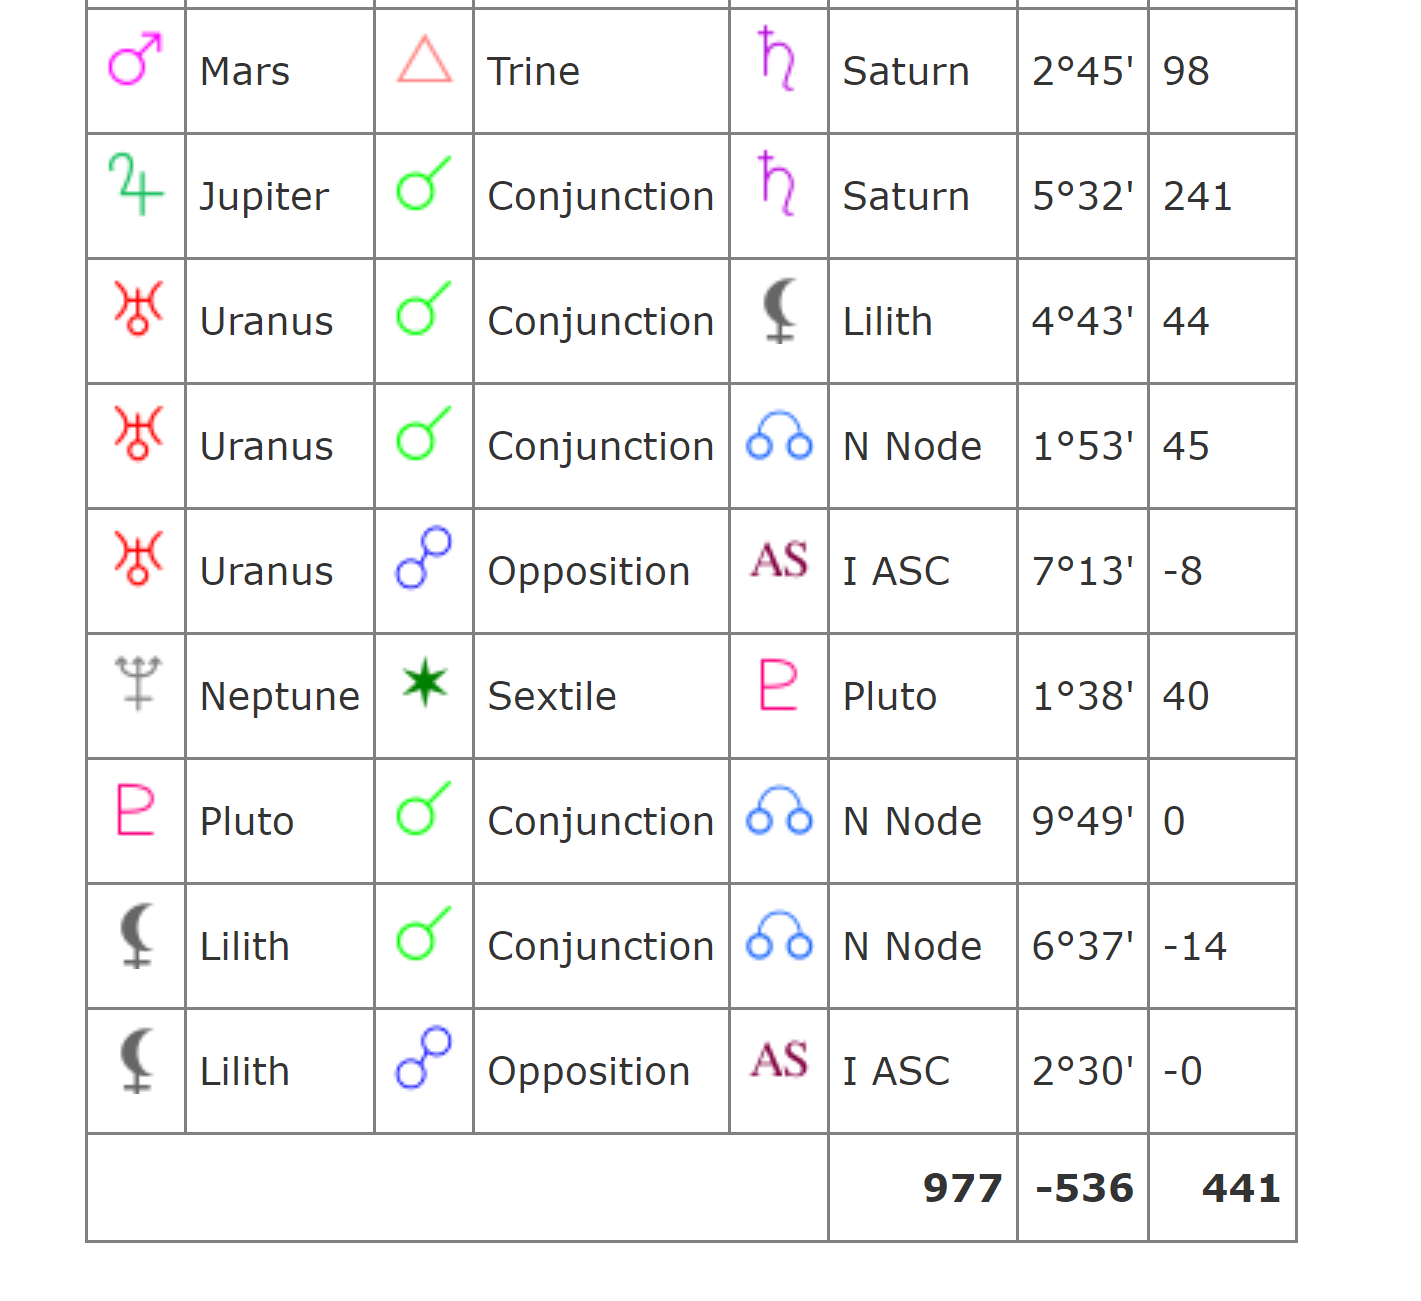 Mars Trine Saturn 2°45' 98
Jupiter Conjunction Saturn 5°32' 241
Uranus Conjunction Lilith 4°43' 44
Uranus Conjunction N Node 1°53' 45
Uranus Opposition AS I ASC 7°13' -8
Neptune Sextile Pluto 1°38' 40
Pluto Conjunction N Node 9°49' 0
Lilith Conjunction N Node 6°37' -14
Lilith Opposition AS I ASC 2°30' -0
977 -536 441